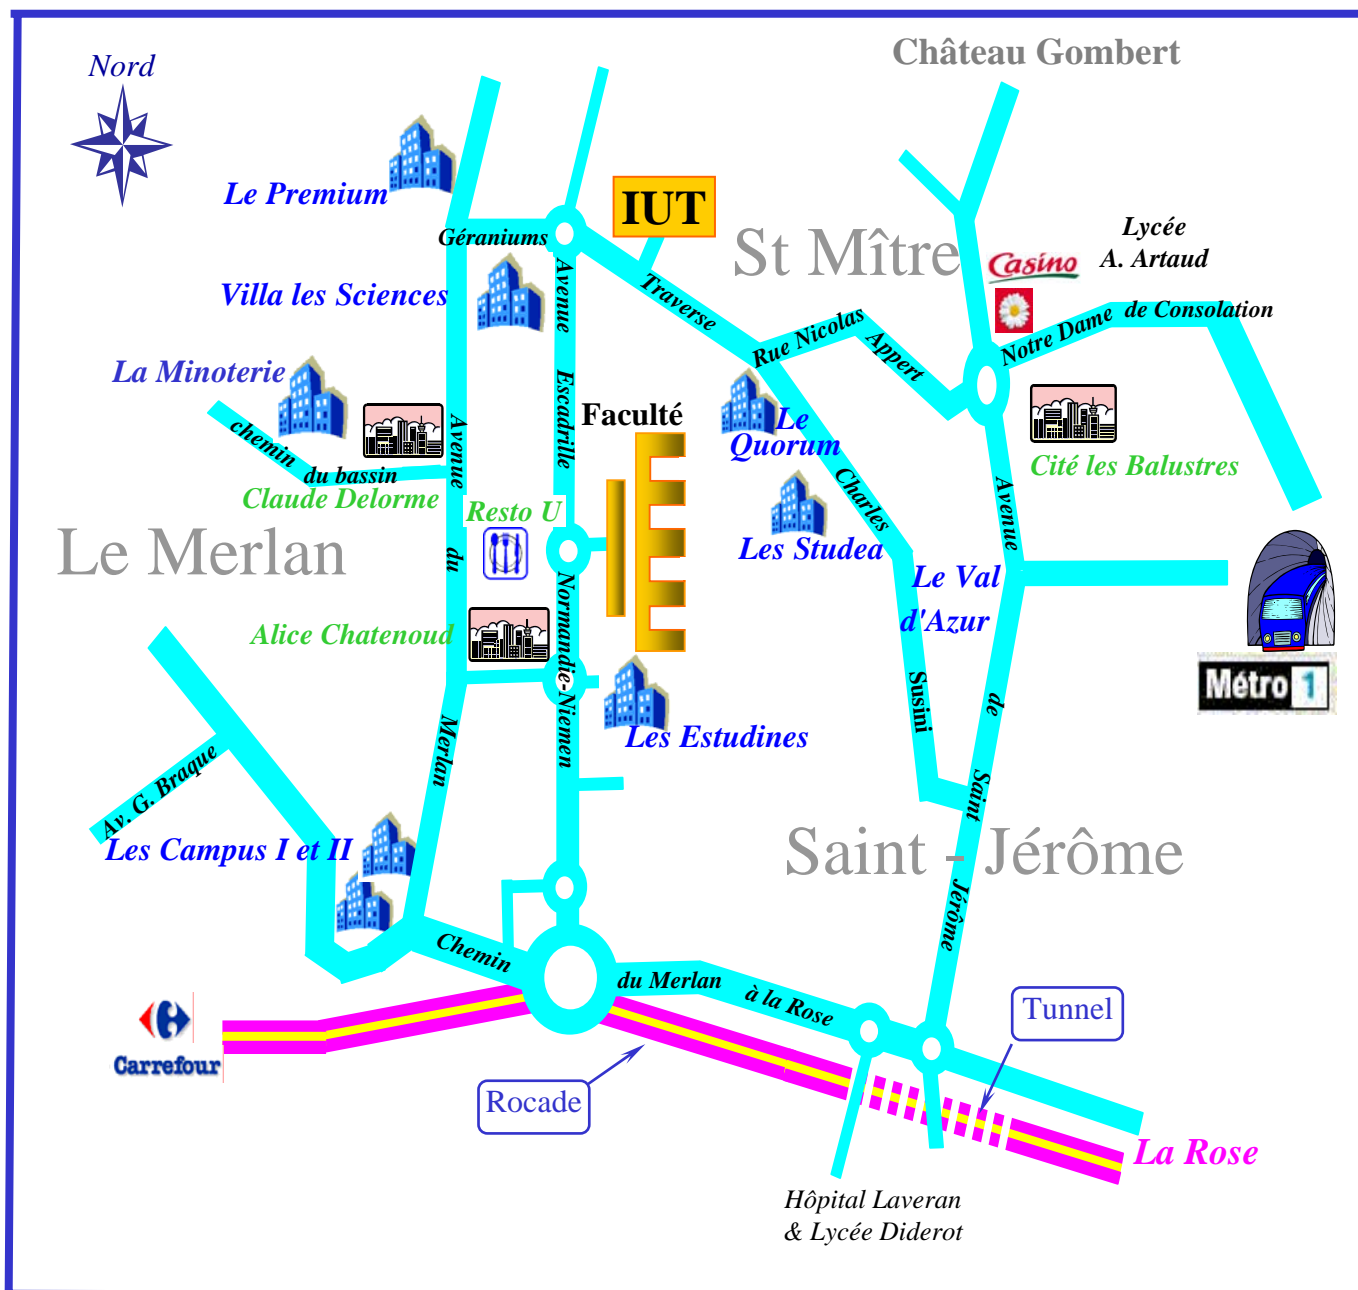 Nord
Château Gombert
Le Premium
IUT
Géraniums
St Mître
Lycée
A. Artaud
Casino
Villa les Sciences
Avenue
Escadrille
Normandie-Niemen
Traverse
Charles
Susini
Rue Nicolas
Appert
Notre Dame
de Consolation
La Minoterie
chemin
du bassin
Claude Delorme
Avenue
du
Merlan
Faculté
Le
Quorum
Cité les Balustres
Resto U
Les Studea
Le Merlan
Le Val
d'Azur
Avenue
de
Saint
Jérôme
Alice Chatenoud
Métro 1
Les Estudines
Av. G. Braque
Les Campus I et II
Saint - Jérôme
Chemin
du Merlan
à la Rose
Carrefour
Tunnel
Rocade
La Rose
Hôpital Laveran
& Lycée Diderot